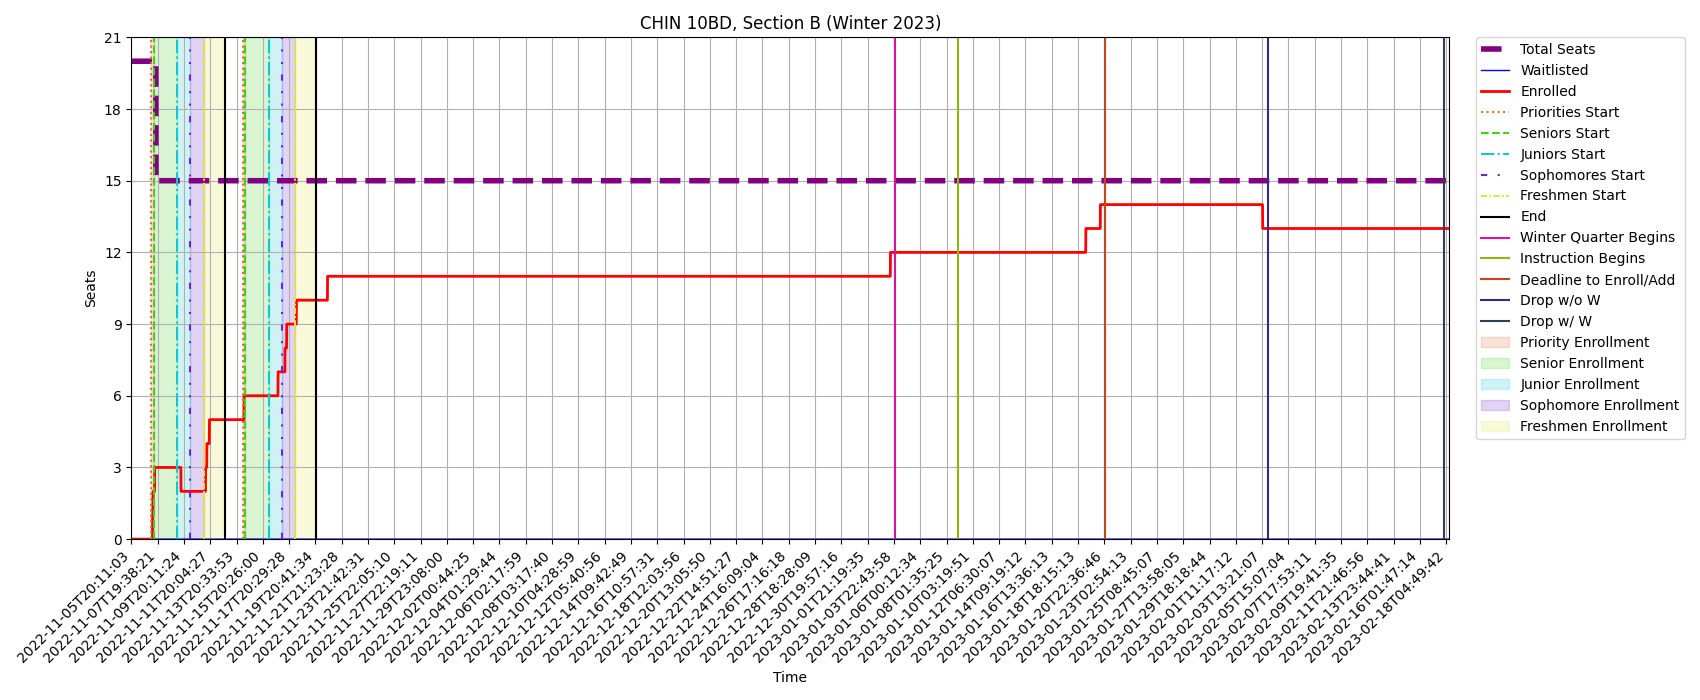 CHIN 10BD, Section B (Winter 2023)
21
18
15
12
9
6
3
0
Seats
2022-11-05T20:11:03
2022-11-07T19:38:21
2022-11-09T20:11:24
2022-11-11T20:04:27
2022-11-13T20:33:53
2022-11-15T20:26:00
2022-11-17T20:29:28
2022-11-19T20:41:34
2022-11-21T21:23:28
2022-11-23T21:42:31
2022-11-25T22:05:10
2022-11-27T22:19:11
2022-11-29T23:08:00
2022-12-02T00:44:25
2022-12-04T01:29:44
2022-12-06T02:17:59
2022-12-08T03:17:40
2022-12-10T04:28:59
2022-12-12T05:40:56
2022-12-14T09:42:49
2022-12-16T10:57:31
2022-12-18T12:03:56
2022-12-20T13:05:50
2022-12-22T14:51:27
2022-12-24T16:09:04
2022-12-26T17:16:18
2022-12-28T18:28:09
2022-12-30T19:57:16
2023-01-01T21:19:35
2023-01-03T22:43:58
2023-01-06T00:12:34
2023-01-08T01:35:25
2023-01-10T03:19:51
2023-01-12T06:30:07
2023-01-14T09:19:12
2023-01-16T13:36:13
2023-01-18T18:15:13
2023-01-20T22:36:46
2023-01-23T02:54:13
2023-01-25T08:45:07
2023-01-27T13:58:05
2023-01-29T18:18:44
2023-02-01T11:17:12
2023-02-03T13:21:07
2023-02-05T15:07:04
2023-02-07T17:53:11
2023-02-09T19:41:35
2023-02-11T21:46:56
2023-02-13T23:44:41
2023-02-16T01:47:14
2023-02-18T04:49:42
Time
Total Seats
Waitlisted
Enrolled
Priorities Start
Seniors Start
Juniors Start
Sophomores Start
Freshmen Start
End
Winter Quarter Begins
Instruction Begins
Deadline to Enroll/Add
Drop w/o W
Drop w/ W
Priority Enrollment
Senior Enrollment
Junior Enrollment
Sophomore Enrollment
Freshmen Enrollment